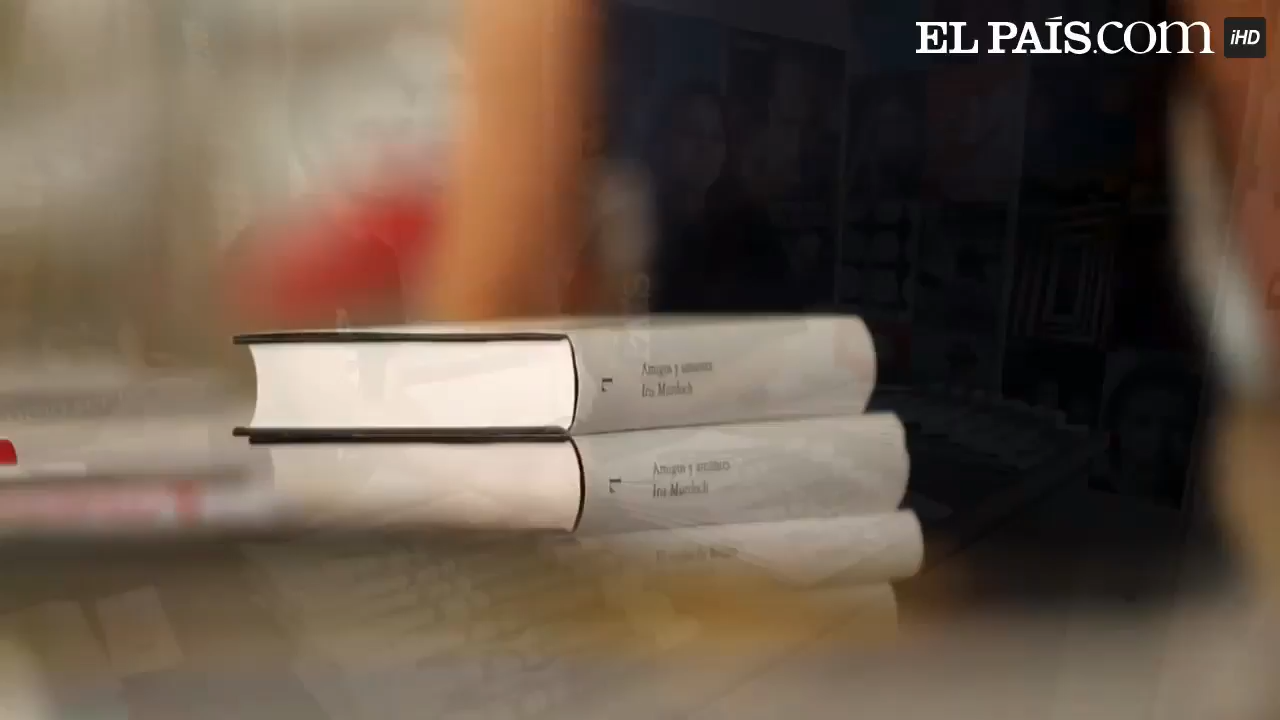 EL PAÍS.com
iHD
L
Amigos y amantes
Iris Murdoch
L
Amigos y amantes
Iris Murdoch